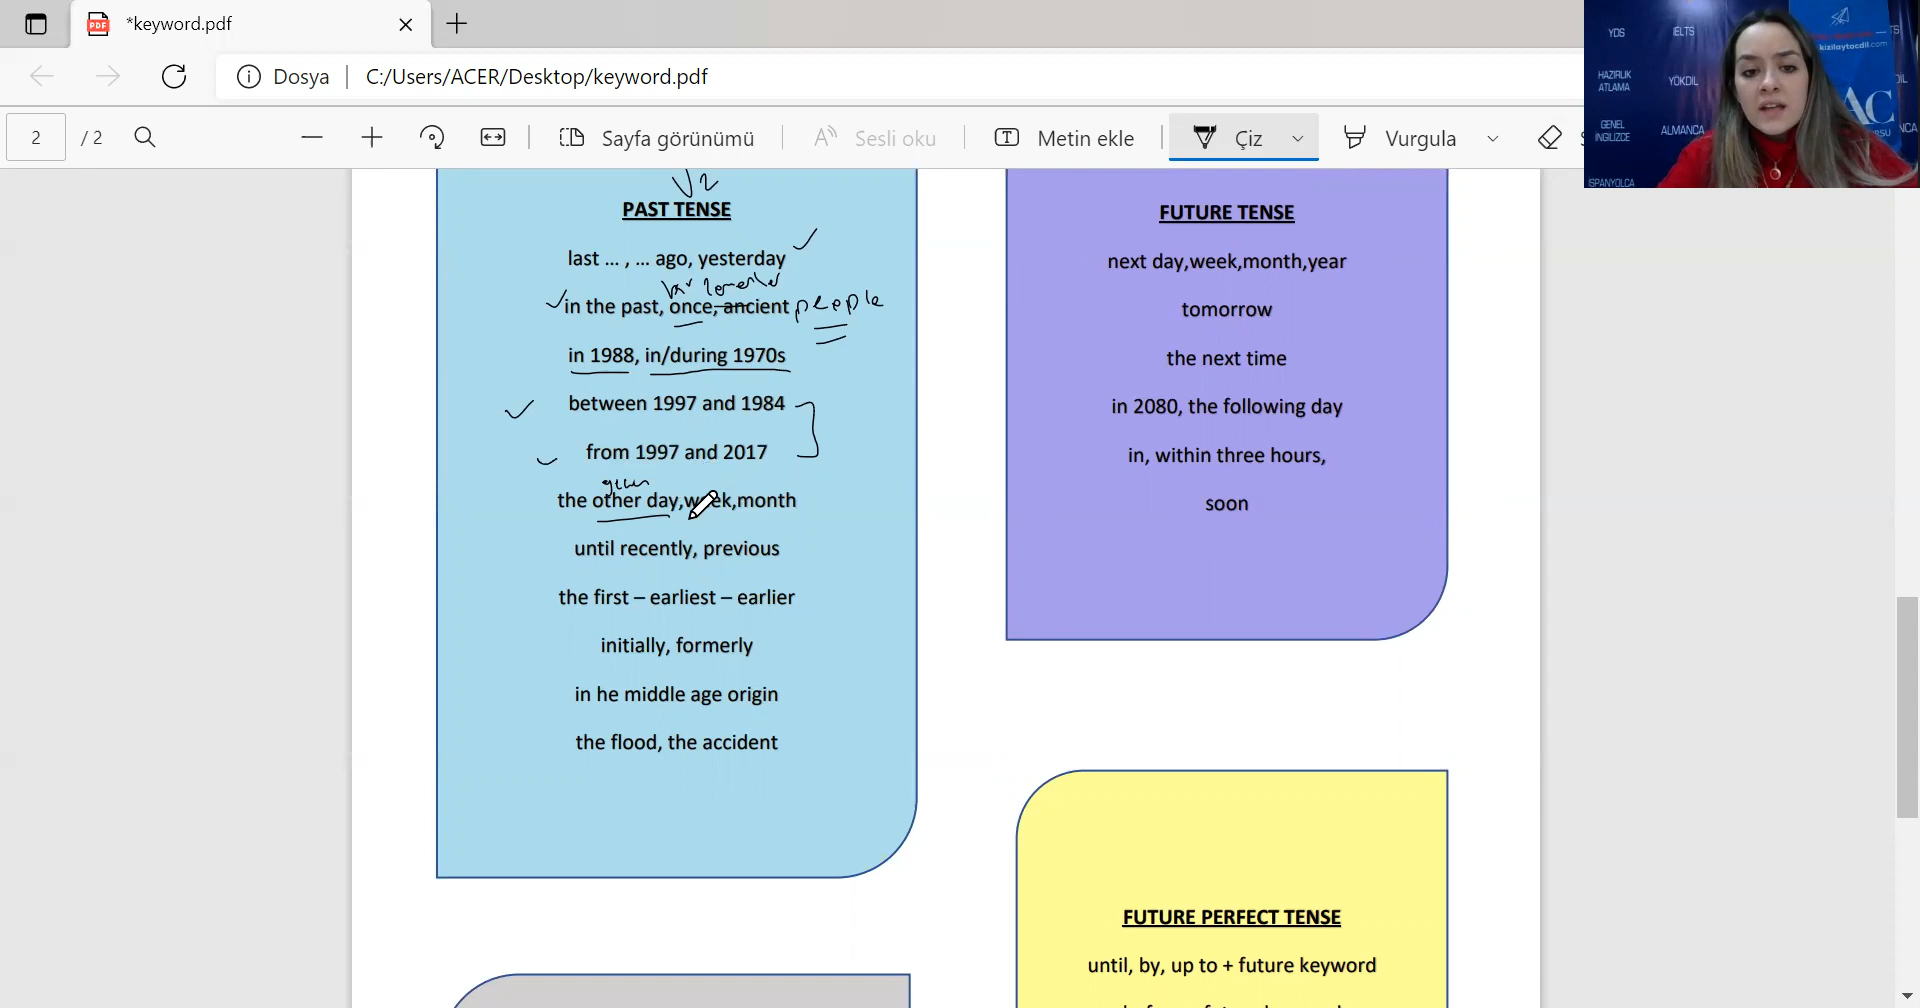 *keyword.pdf
Dosya
C:/Users/ACER/Desktop/keyword.pdf
2 / 2
Sayfa görünümü
Sesli oku
Metin ekle
Çiz
Vurgula
YDS
IELTS
kizilaytocdil.com
HAZIRLIK
ATLAMA
YÖKDİL
AC
GENEL
İNGİLİZCE
ALMANCA
İSPANYOLCA
V2
PAST TENSE
last ... , ... ago, yesterday
in the past, once, ancient people
in 1988, in/during 1970s
between 1997 and 1984
from 1997 and 2017
geçen
the other day,week,month
until recently, previous
the first – earliest – earlier
initially, formerly
in he middle age origin
the flood, the accident
FUTURE TENSE
next day,week,month,year
tomorrow
the next time
in 2080, the following day
in, within three hours,
soon
FUTURE PERFECT TENSE
until, by, up to + future keyword